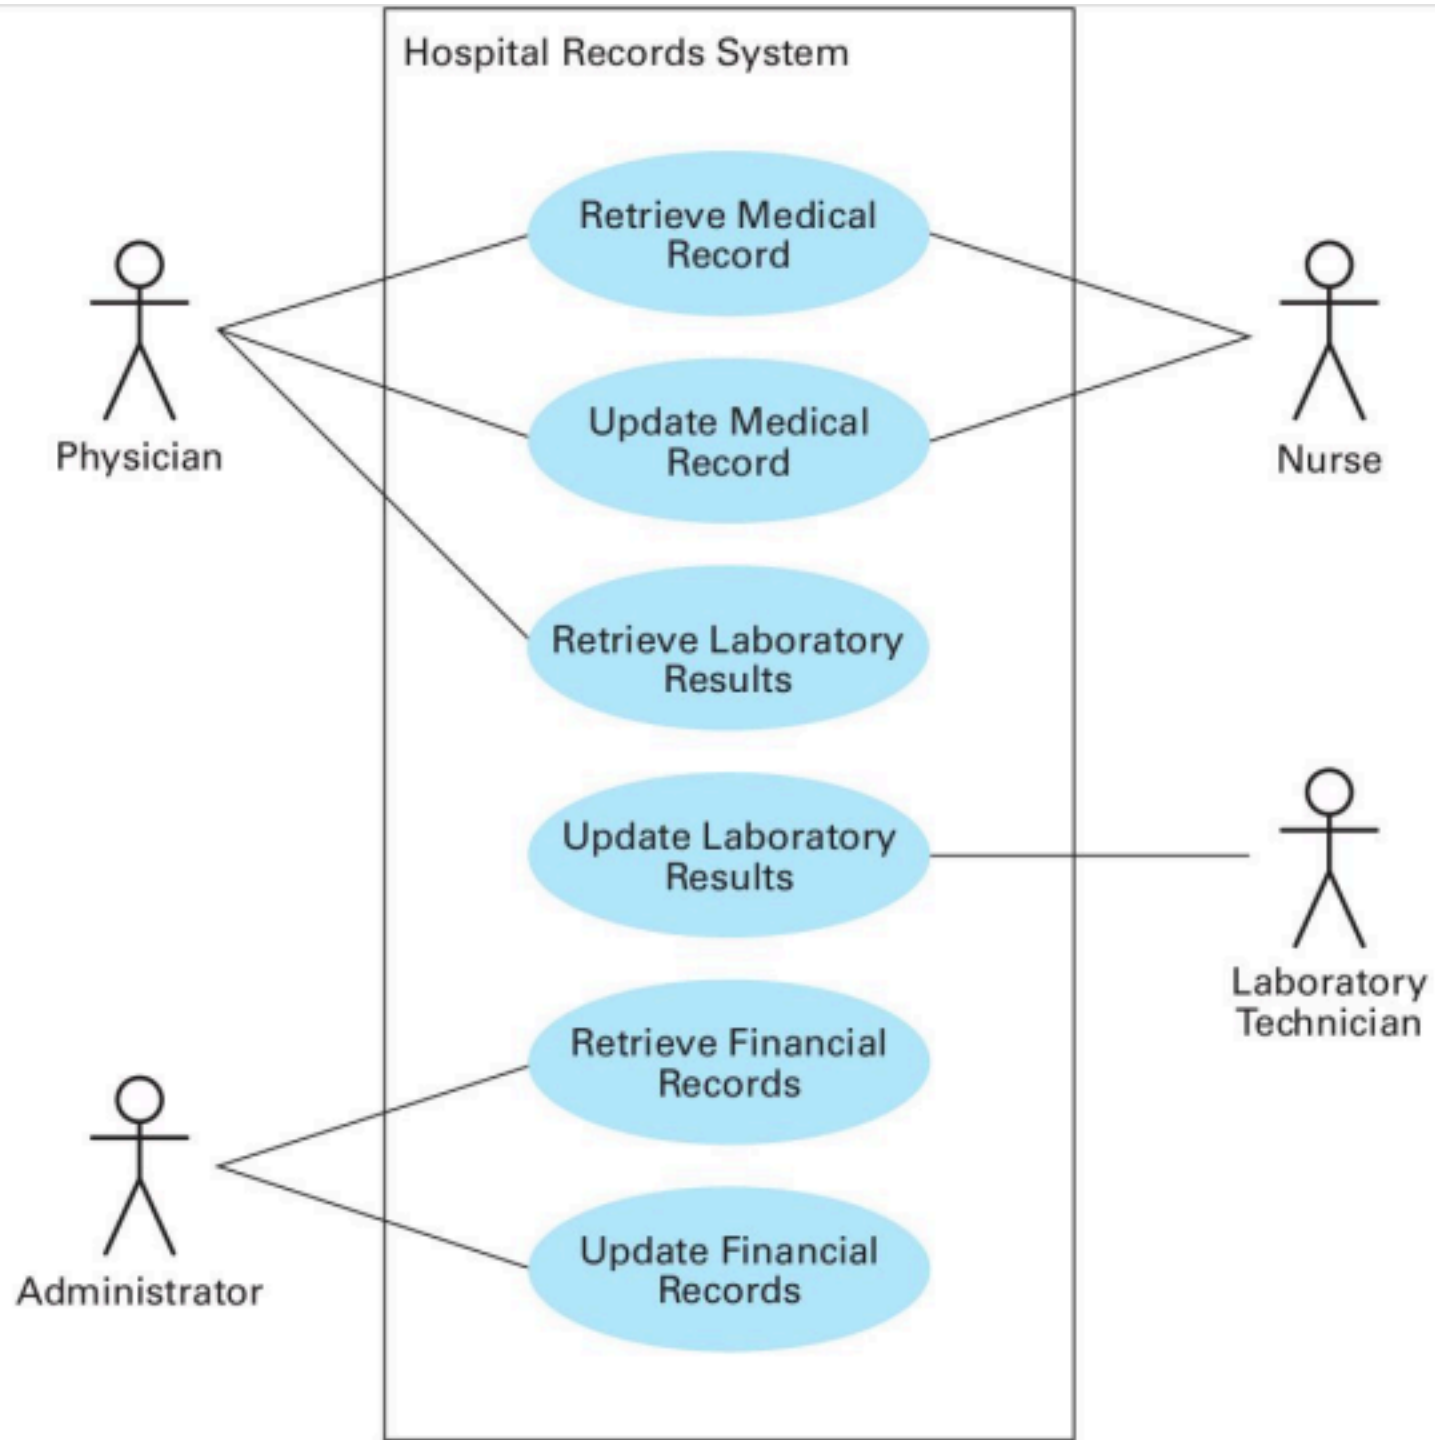 Hospital Records System
Retrieve Medical
Record
Physician
Update Medical
Record
Nurse
Retrieve Laboratory
Results
Update Laboratory
Results
Laboratory
Technician
Retrieve Financial
Records
Administrator
Update Financial
Records